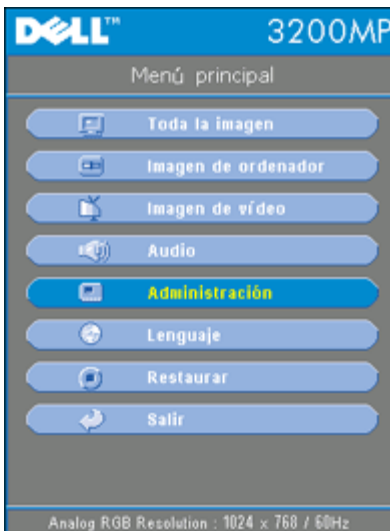 DELL™ 3200MP
Menú principal
Toda la imagen
Imagen de ordenador
Imagen de vídeo
Audio
Administración
Lenguaje
Restaurar
Salir
Analog RGB Resolution : 1024 x 768 / 60Hz